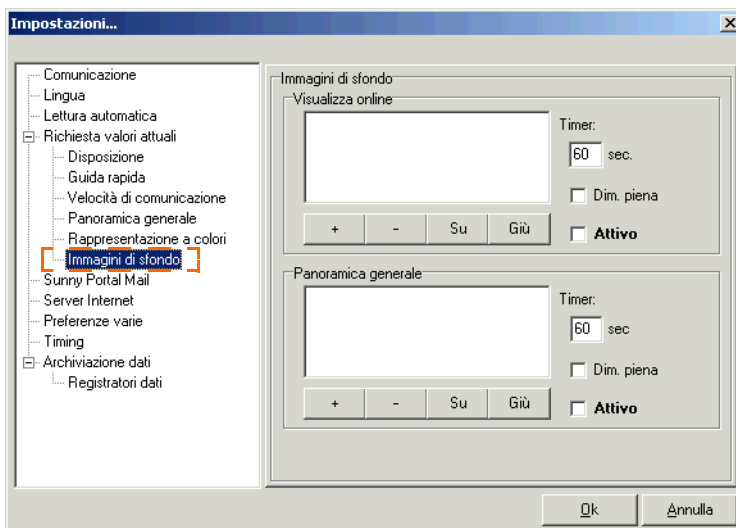 Impostazioni...
Comunicazione
Lingua
Lettura automatica
Richiesta valori attuali
Disposizione
Guida rapida
Velocità di comunicazione
Panoramica generale
Rappresentazione a colori
Immagini di sfondo
Sunny Portal Mail
Server Internet
Preferenze varie
Timing
Archiviazione dati
Registratori dati
Immagini di sfondo
Visualizza online
Timer:
60 sec.
Dim. piena
+ - Su Giù
Attivo
Panoramica generale
Timer:
60 sec
Dim. piena
+ - Su Giù
Attivo
Ok Annulla